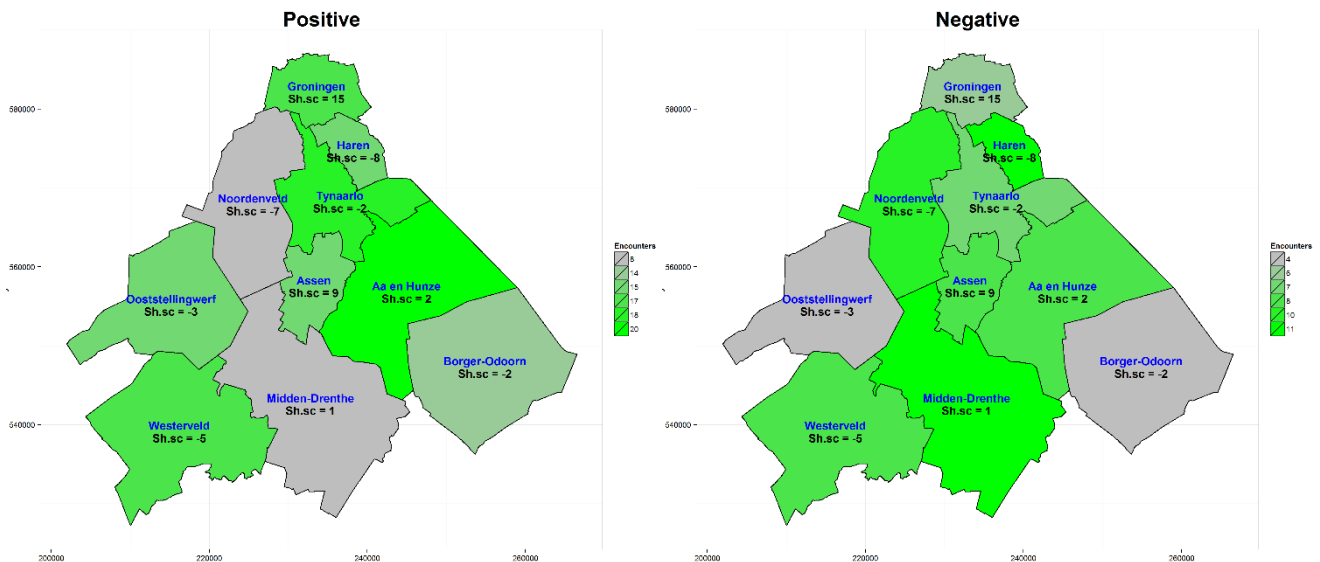 Positive
Groningen
Sh.sc = 15
Haren
Sh.sc = -8
Noordenveld
Sh.sc = -7
Tynaarlo
Sh.sc = -2
Assen
Sh.sc = 9
Aa en Hunze
Sh.sc = 2
Ooststellingwerf
Sh.sc = -3
Borger-Odoorn
Sh.sc = -2
Midden-Drenthe
Sh.sc = 1
Westerveld
Sh.sc = -5
580000
560000
540000
200000
220000
240000
260000
Encounters
14
15
17
18
20
Negative
Groningen
Sh.sc = 15
Haren
Sh.sc = -8
Noordenveld
Sh.sc = -7
Tynaarlo
Sh.sc = -2
Assen
Sh.sc = 9
Aa en Hunze
Sh.sc = 2
Ooststellingwerf
Sh.sc = -3
Borger-Odoorn
Sh.sc = -2
Midden-Drenthe
Sh.sc = 1
Westerveld
Sh.sc = -5
580000
560000
540000
200000
220000
240000
260000
Encounters
4
6
7
8
10
11